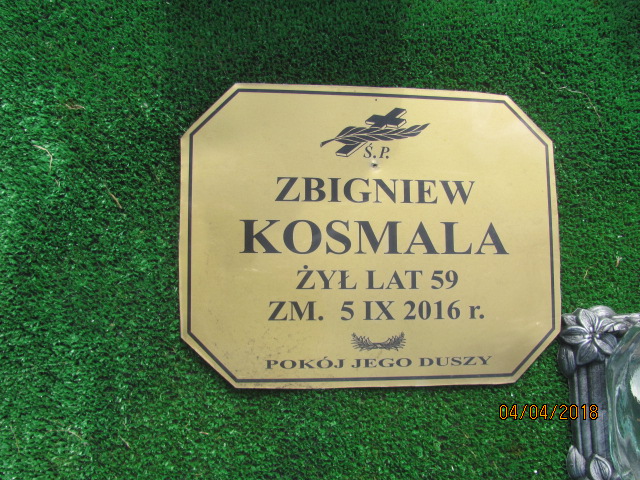 Ś.P.
ZBIGNIEW
KOSMALA
ŻYŁ LAT 59
ZM. 5 IX 2016 r.
POKÓJ JEGO DUSZY
04/04/2018